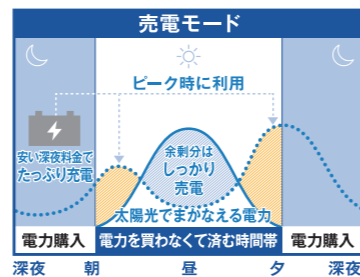 売電モード
ピーク時に利用
安い深夜料金で
たっぷり充電
余剰分は
しっかり
売電
太陽光でまかなえる電力
電力購入 電力を買わなくて済む時間帯 電力購入
深夜 朝 昼 夕 深夜